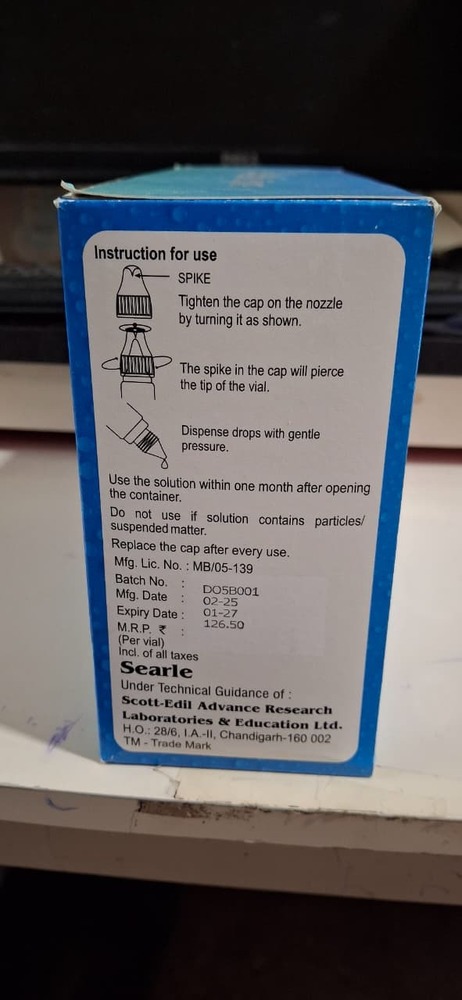 Instruction for use
SPIKE
Tighten the cap on the nozzle
by turning it as shown.
The spike in the cap will pierce
the tip of the vial.
Dispense drops with gentle
pressure.
Use the solution within one month after opening
the container.
Do not use if solution contains particles/
suspended matter.
Replace the cap after every use.
Mfg. Lic. No. : MB/05-139
Batch No. : DO5B001
Mfg. Date : 02-25
Expiry Date : 01-27
M.R.P. ₹ : 126.50
(Per vial)
Incl. of all taxes
Searle
Under Technical Guidance of :
Scott-Edil Advance Research
Laboratories & Education Ltd.
H.O.: 28/6, I.A.-II, Chandigarh-160 002
TM - Trade Mark